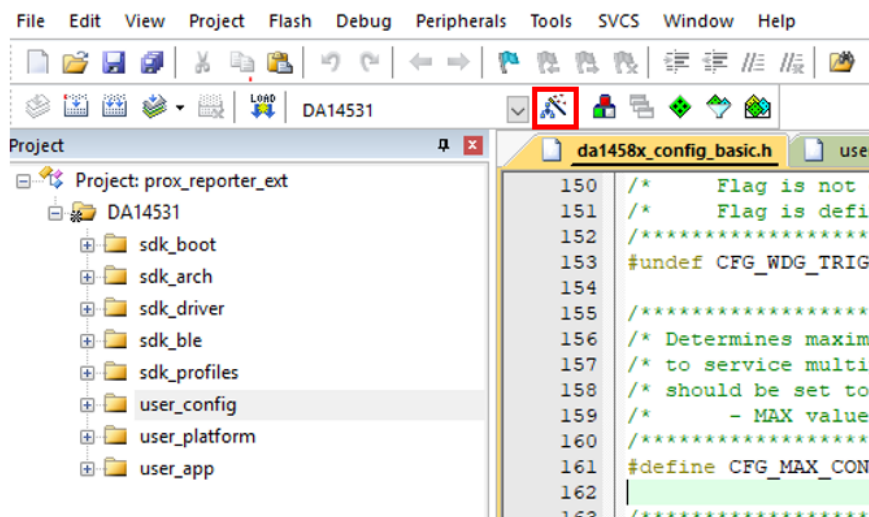 File Edit View Project Flash Debug Peripherals Tools SVCS Window Help
LOAD DA14531
Project
da1458x_config_basic.h use
Project: prox_reporter_ext
DA14531
sdk_boot
sdk_arch
sdk_driver
sdk_ble
sdk_profiles
user_config
user_platform
user_app
150 /* Flag is not
151 /* Flag is defi
152 /*******************
153 #undef CFG_WDG_TRIG
154
155 /*******************
156 /* Determines maxim
157 /* to service multi
158 /* should be set to
159 /* - MAX value
160 /*******************
161 #define CFG_MAX_CON
162
163 /*******************